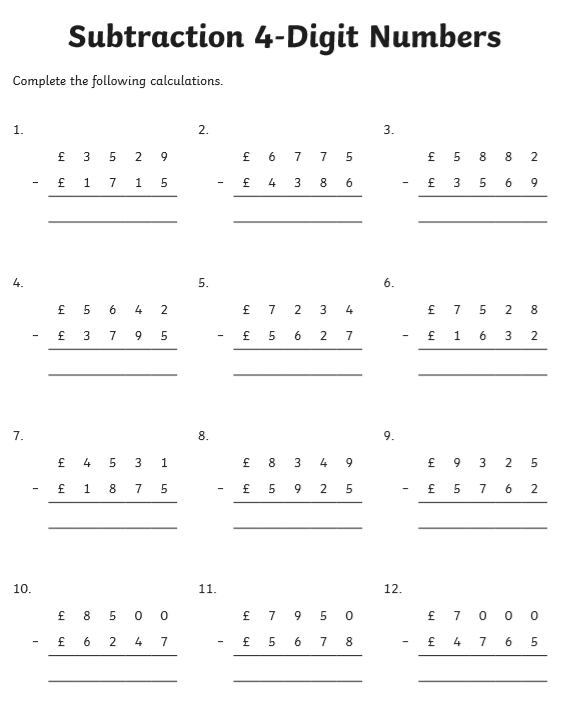 Subtraction 4-Digit Numbers
Complete the following calculations.
1. 2. 3.
£ 3 5 2 9 £ 6 7 7 5 £ 5 8 8 2
- £ 1 7 1 5 - £ 4 3 8 6 - £ 3 5 6 9
4. 5. 6.
£ 5 6 4 2 £ 7 2 3 4 £ 7 5 2 8
- £ 3 7 9 5 - £ 5 6 2 7 - £ 1 6 3 2
7. 8. 9.
£ 4 5 3 1 £ 8 3 4 9 £ 9 3 2 5
- £ 1 8 7 5 - £ 5 9 2 5 - £ 5 7 6 2
10. 11. 12.
£ 8 5 0 0 £ 7 9 5 0 £ 7 0 0 0
- £ 6 2 4 7 - £ 5 6 7 8 - £ 4 7 6 5